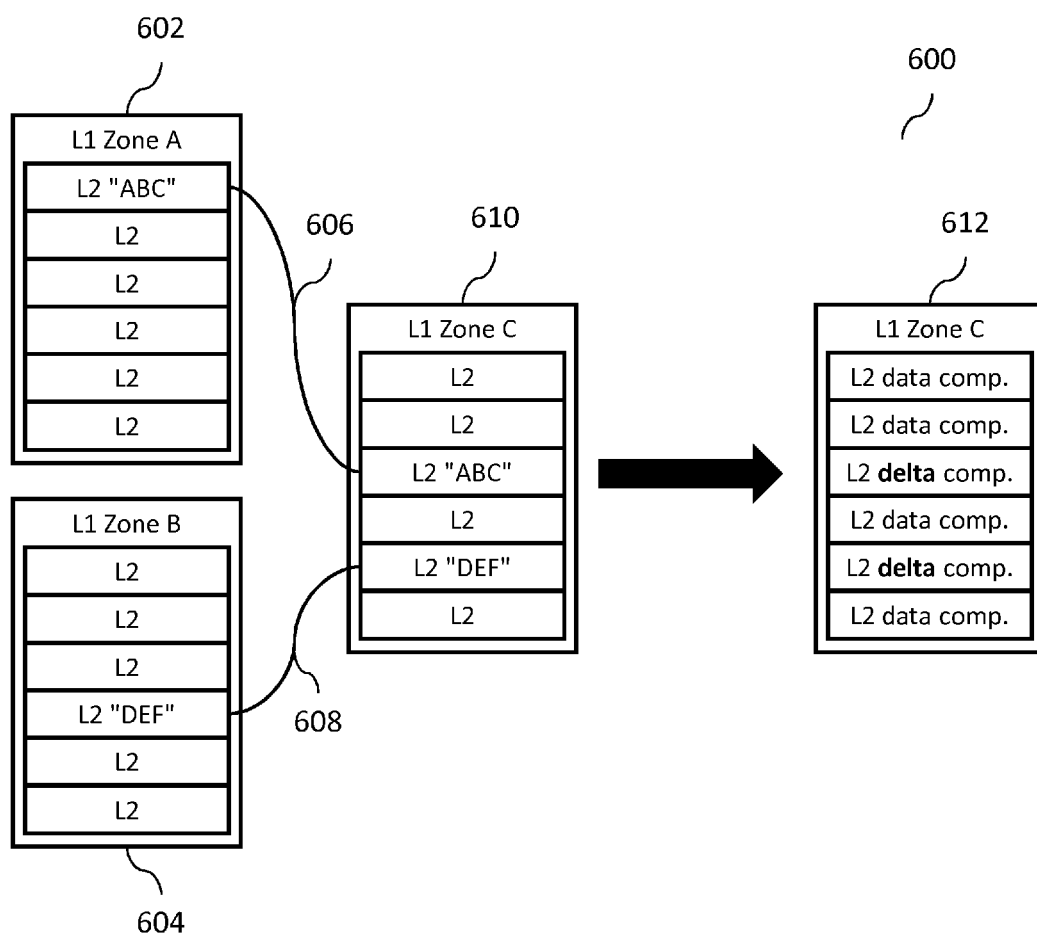 602
600
L1 Zone A
L2 "ABC"
L2
L2
L2
L2
L2
606
610
612
L1 Zone C
L2
L2
L2 "ABC"
L2
L2 "DEF"
L2
L1 Zone C
L2 data comp.
L2 data comp.
L2 delta comp.
L2 data comp.
L2 delta comp.
L2 data comp.
L1 Zone B
L2
L2
L2
L2 "DEF"
L2
L2
608
604